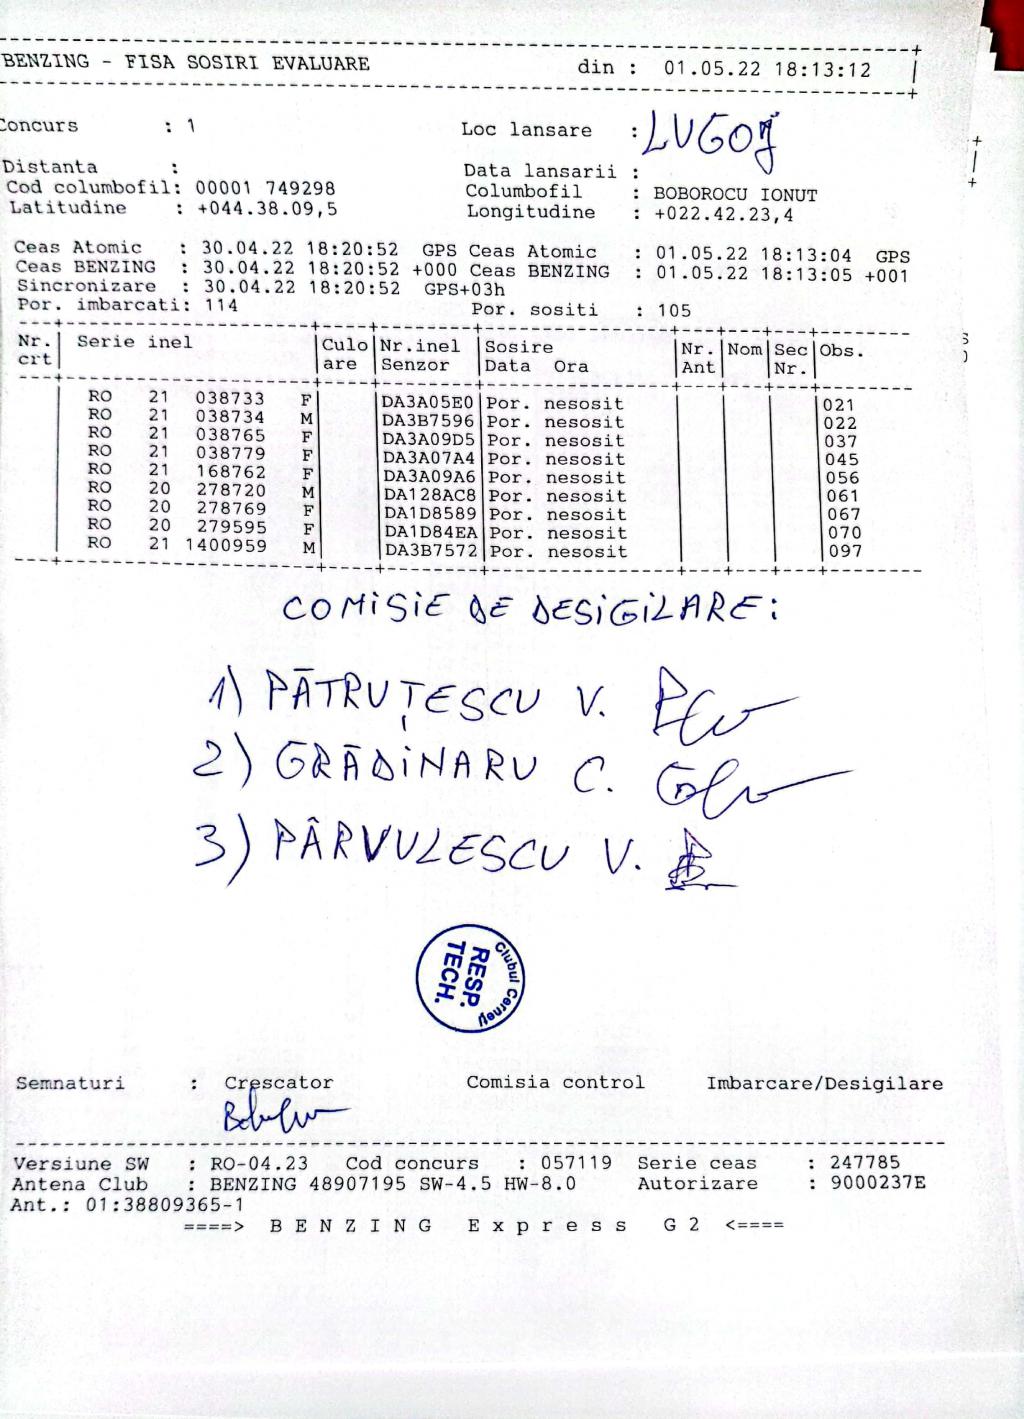 BENZING - FISA SOSIRI EVALUARE din : 01.05.22 18:13:12
Concurs : 1 Loc lansare : LUGOJ
Distanta : Data lansarii :
Cod columbofil: 00001 749298 Columbofil : BOBOROCU IONUT
Latitudine : +044.38.09,5 Longitudine : +022.42.23,4
Ceas Atomic : 30.04.22 18:20:52 GPS Ceas Atomic : 01.05.22 18:13:04 GPS
Ceas BENZING : 30.04.22 18:20:52 +000 Ceas BENZING : 01.05.22 18:13:05 +001
Sincronizare : 30.04.22 18:20:52 GPS+03h
Por. imbarcati: 114 Por. sositi : 105
Nr. Serie inel Culo Nr.inel Sosire Nr. Nom Sec Obs.
crt are Senzor Data Ora Ant Nr.
RO 21 038733 F DA3A05E0 Por. nesosit 021
RO 21 038734 M DA3B7596 Por. nesosit 022
RO 21 038765 F DA3A09D5 Por. nesosit 037
RO 21 038779 F DA3A07A4 Por. nesosit 045
RO 21 168762 F DA3A09A6 Por. nesosit 056
RO 20 278720 M DA128AC8 Por. nesosit 061
RO 20 278769 F DA1D8589 Por. nesosit 067
RO 20 279595 F DA1D84EA Por. nesosit 070
RO 21 1400959 M DA3B7572 Por. nesosit 097
COMISIE DE DESIGILARE:
1) PĂTRUȚESCU V.
2) GRĂDINARU C.
3) PÂRVULESCU V.
Clubul Cerneți
RESP.
TECH.
Semnaturi : Crescator Comisia control Imbarcare/Desigilare
Versiune SW : RO-04.23 Cod concurs : 057119 Serie ceas : 247785
Antena Club : BENZING 48907195 SW-4.5 HW-8.0 Autorizare : 9000237E
Ant.: 01:38809365-1
====> B E N Z I N G E x p r e s s G 2 <====